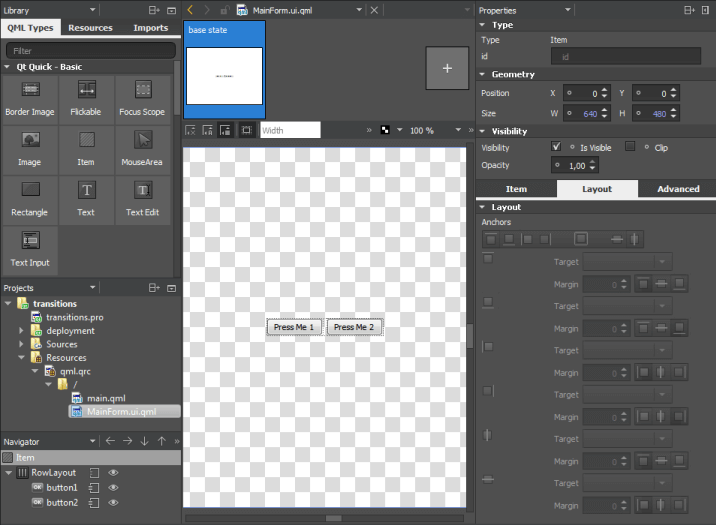 Library
QML Types Resources Imports
Filter
Qt Quick - Basic
Border Image Flickable Focus Scope
Image Item MouseArea
Rectangle Text Text Edit
Text Input
Projects
transitions
transitions.pro
deployment
Sources
Resources
qml.qrc
/
main.qml
MainForm.ui.qml
Navigator
Item
RowLayout
OK button1
OK button2
MainForm.ui.qml
base state
+
Width » 100 % »
Press Me 1 Press Me 2
Properties
Type
Type Item
id id
Geometry
Position X 0 Y 0
Size W 640 H 480
Visibility
Visibility Is Visible Clip
Opacity 1,00
Item Layout Advanced
Layout
Anchors
Target
Margin 0
Target
Margin 0
Target
Margin 0
Target
Margin 0
Target
Margin 0
Target
Margin 0